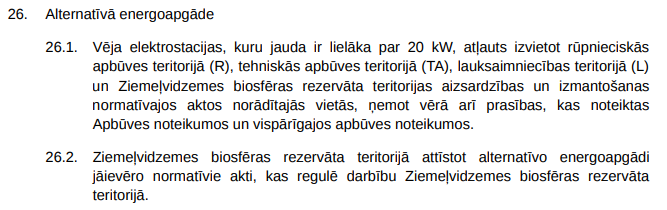 26. Alternatīvā energoapgāde
26.1. Vēja elektrostacijas, kuru jauda ir lielāka par 20 kW, atļauts izvietot rūpnieciskās
apbūves teritorijā (R), tehniskās apbūves teritorijā (TA), lauksaimniecības teritorijā (L)
un Ziemeļvidzemes biosfēras rezervāta teritorijas aizsardzības un izmantošanas
normatīvajos aktos norādītajās vietās, ņemot vērā arī prasības, kas noteiktas
Apbūves noteikumos un vispārīgajos apbūves noteikumos.
26.2. Ziemeļvidzemes biosfēras rezervāta teritorijā attīstot alternatīvo energoapgādi
jāievēro normatīvie akti, kas regulē darbību Ziemeļvidzemes biosfēras rezervāta
teritorijā.